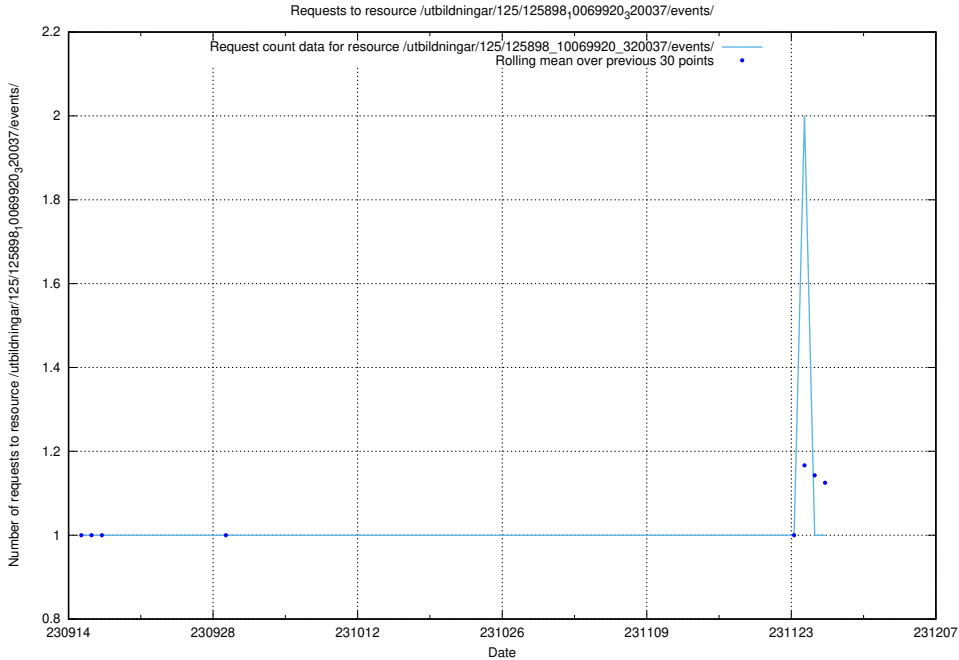 Requests to resource /utbildningar/125/125898₁0069920₃20037/events/
Number of requests to resource /utbildningar/125/125898₁0069920₃20037/events/
Request count data for resource /utbildningar/125/125898_10069920_320037/events/
Rolling mean over previous 30 points
2.2
2
1.8
1.6
1.4
1.2
1
0.8
230914 230928 231012 231026 231109 231123 231207
Date